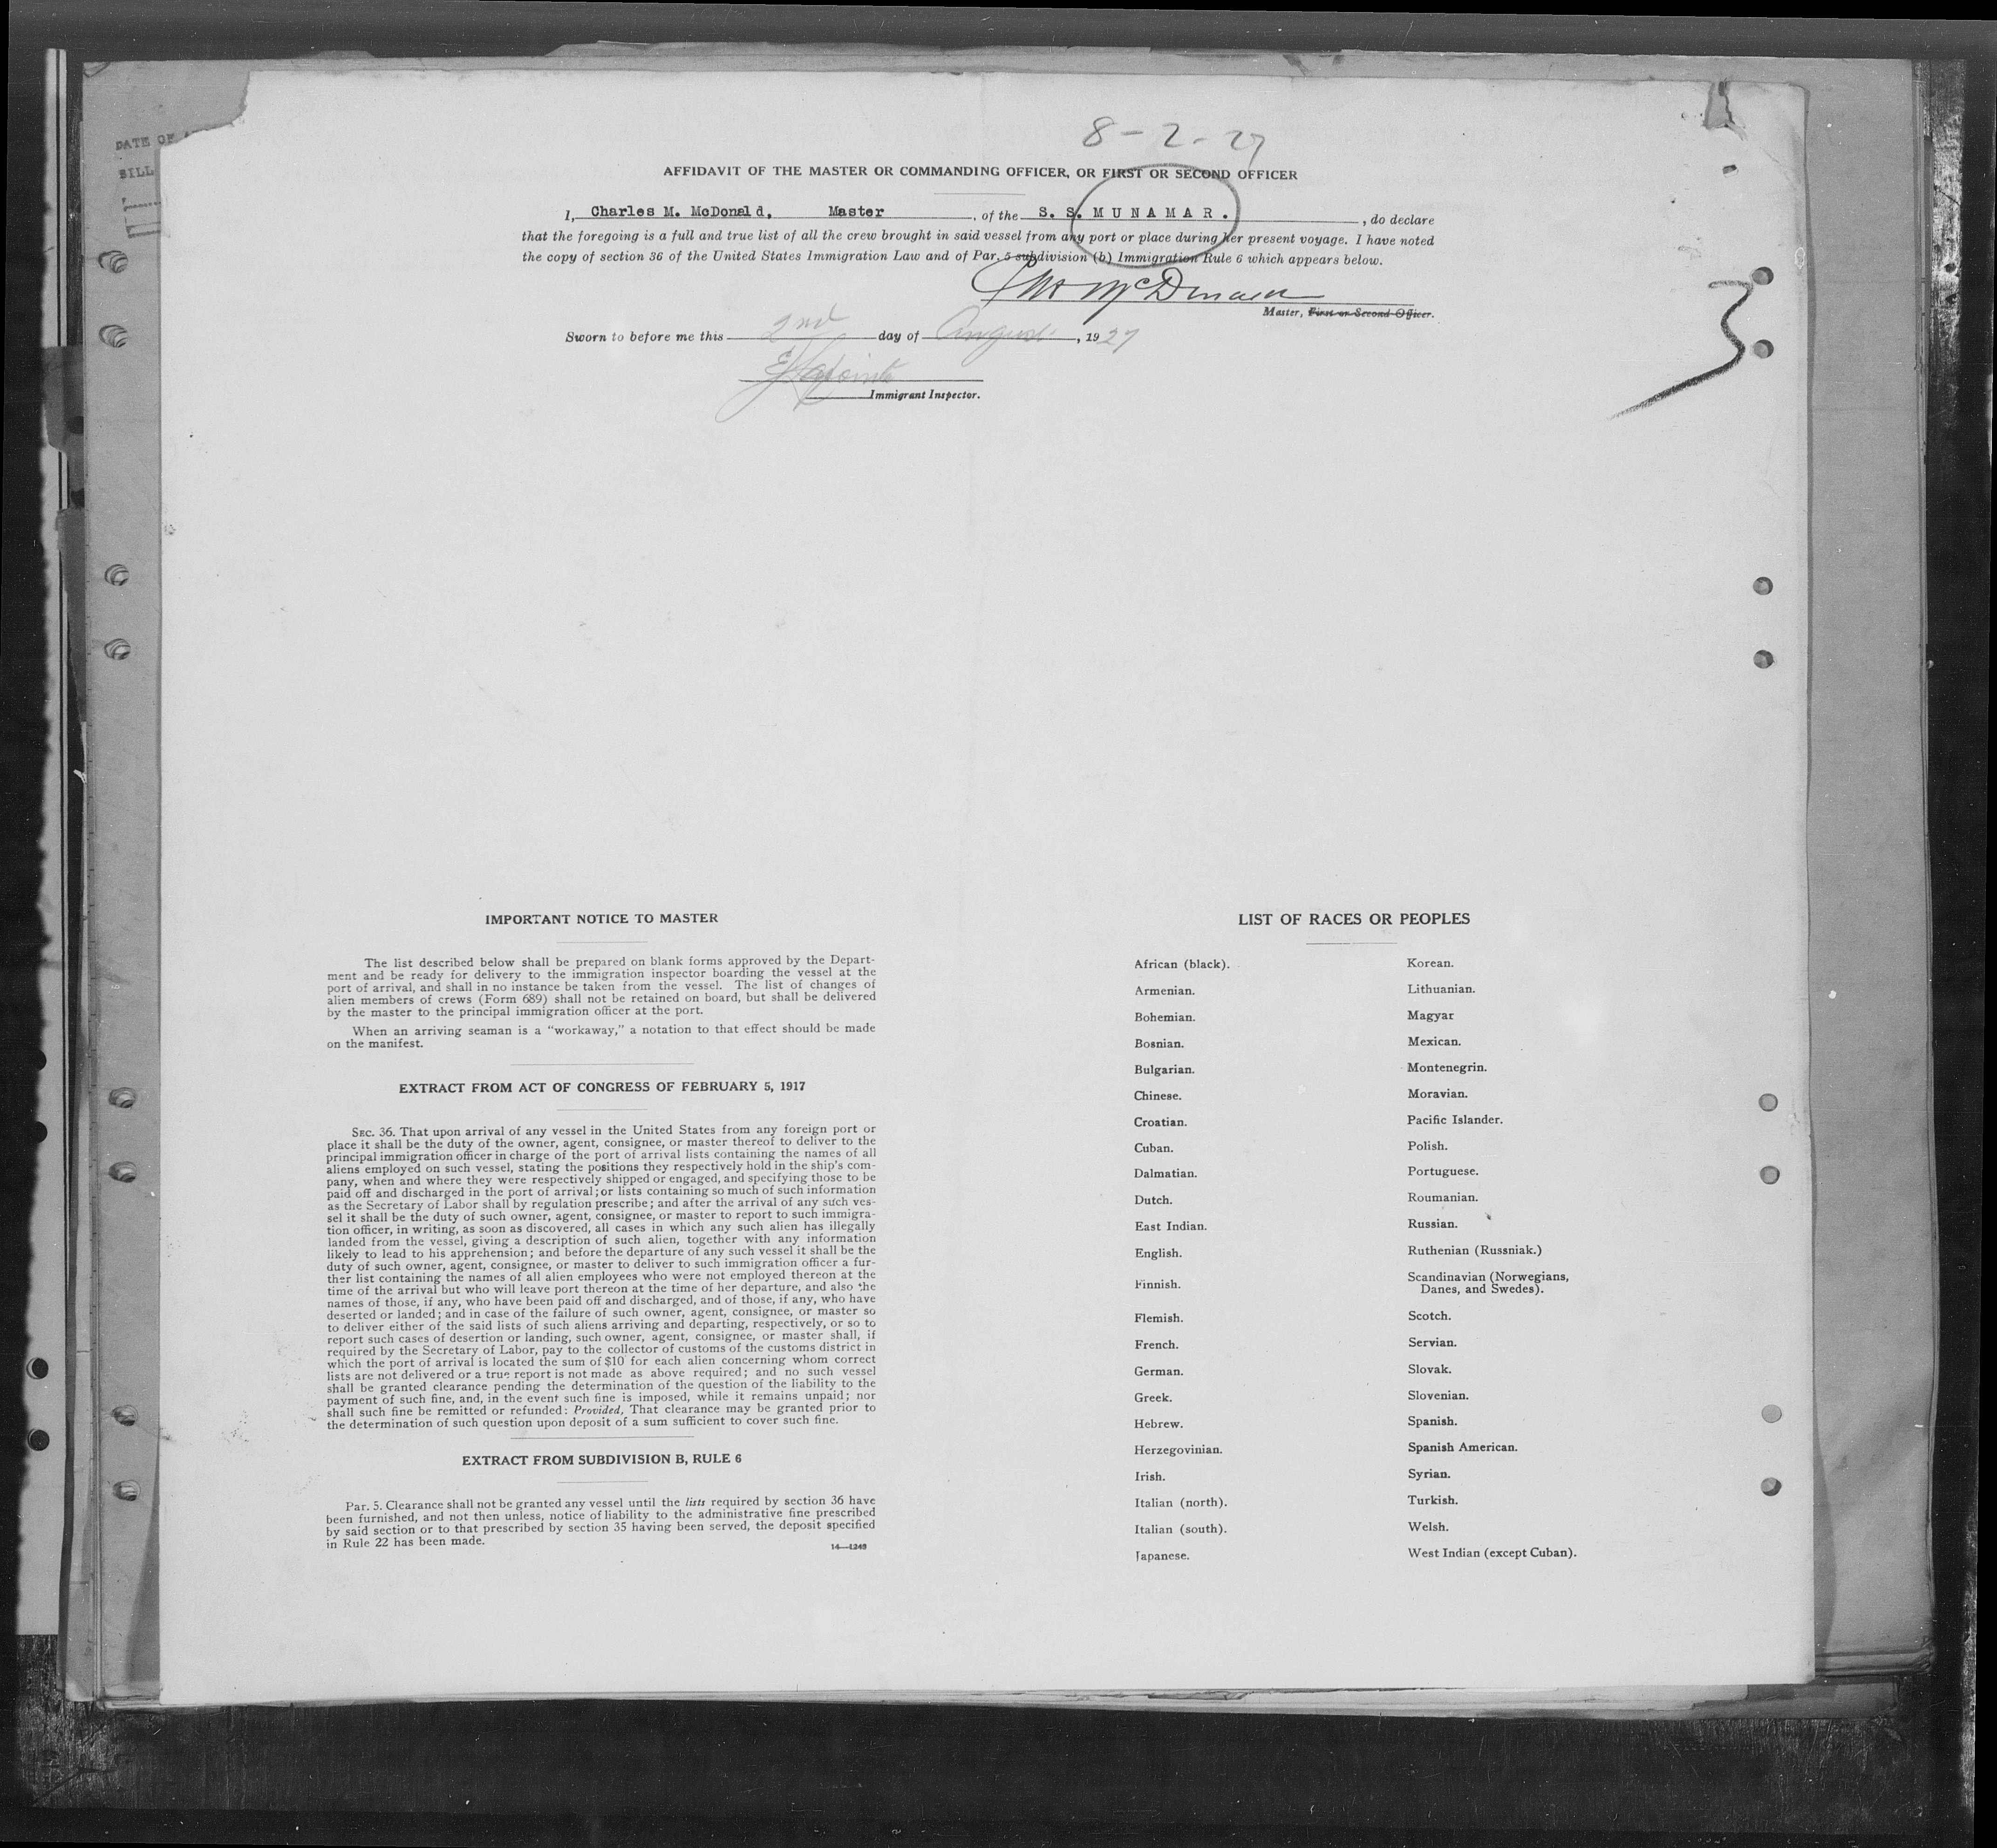 DATE OF
BILL
8-2-27
AFFIDAVIT OF THE MASTER OR COMMANDING OFFICER, OR FIRST OR SECOND OFFICER
I, Charles M. McDonald, Master, of the S. S. MUNAMAR., do declare
that the foregoing is a full and true list of all the crew brought in said vessel from any port or place during her present voyage. I have noted
the copy of section 36 of the United States Immigration Law and of Par. 5 subdivision (b) Immigration Rule 6 which appears below.
McDonald
Master, First or Second Officer.
3
Sworn to before me this 2nd day of August, 1927
Immigrant Inspector.
IMPORTANT NOTICE TO MASTER
The list described below shall be prepared on blank forms approved by the Depart-
ment and be ready for delivery to the immigration inspector boarding the vessel at the
port of arrival, and shall in no instance be taken from the vessel. The list of changes of
alien members of crews (Form 689) shall not be retained on board, but shall be delivered
by the master to the principal immigration officer at the port.
When an arriving seaman is a "workaway," a notation to that effect should be made
on the manifest.
EXTRACT FROM ACT OF CONGRESS OF FEBRUARY 5, 1917
SEC. 36. That upon arrival of any vessel in the United States from any foreign port or
place it shall be the duty of the owner, agent, consignee, or master thereof to deliver to the
principal immigration officer in charge of the port of arrival lists containing the names of all
aliens employed on such vessel, stating the positions they respectively hold in the ship's com-
pany, when and where they were respectively shipped or engaged, and specifying those to be
paid off and discharged in the port of arrival; or lists containing so much of such information
as the Secretary of Labor shall by regulation prescribe; and after the arrival of any such ves-
sel it shall be the duty of such owner, agent, consignee, or master to report to such immigra-
tion officer, in writing, as soon as discovered, all cases in which any such alien has illegally
landed from the vessel, giving a description of such alien, together with any information
likely to lead to his apprehension; and before the departure of any such vessel it shall be the
duty of such owner, agent, consignee, or master to deliver to such immigration officer a fur-
ther list containing the names of all alien employees who were not employed thereon at the
time of the arrival but who will leave port thereon at the time of her departure, and also the
names of those, if any, who have been paid off and discharged, and of those, if any, who have
deserted or landed; and in case of the failure of such owner, agent, consignee, or master so
to deliver either of the said lists of such aliens arriving and departing, respectively, or so to
report such cases of desertion or landing, such owner, agent, consignee, or master shall, if
required by the Secretary of Labor, pay to the collector of customs of the customs district in
which the port of arrival is located the sum of $10 for each alien concerning whom correct
lists are not delivered or a true report is not made as above required; and no such vessel
shall be granted clearance pending the determination of the question of the liability to the
payment of such fine, and, in the event such fine is imposed, while it remains unpaid; nor
shall such fine be remitted or refunded: Provided, That clearance may be granted prior to
the determination of such question upon deposit of a sum sufficient to cover such fine.
EXTRACT FROM SUBDIVISION B, RULE 6
Par. 5. Clearance shall not be granted any vessel until the lists required by section 36 have
been furnished, and not then unless, notice of liability to the administrative fine prescribed
by said section or to that prescribed by section 35 having been served, the deposit specified
in Rule 22 has been made.
14—1249
LIST OF RACES OR PEOPLES
African (black).
Armenian.
Bohemian.
Bosnian.
Bulgarian.
Chinese.
Croatian.
Cuban.
Dalmatian.
Dutch.
East Indian.
English.
Finnish.
Flemish.
French.
German.
Greek.
Hebrew.
Herzegovinian.
Irish.
Italian (north).
Italian (south).
Japanese.
Korean.
Lithuanian.
Magyar
Mexican.
Montenegrin.
Moravian.
Pacific Islander.
Polish.
Portuguese.
Roumanian.
Russian.
Ruthenian (Russniak.)
Scandinavian (Norwegians,
Danes, and Swedes).
Scotch.
Servian.
Slovak.
Slovenian.
Spanish.
Spanish American.
Syrian.
Turkish.
Welsh.
West Indian (except Cuban).